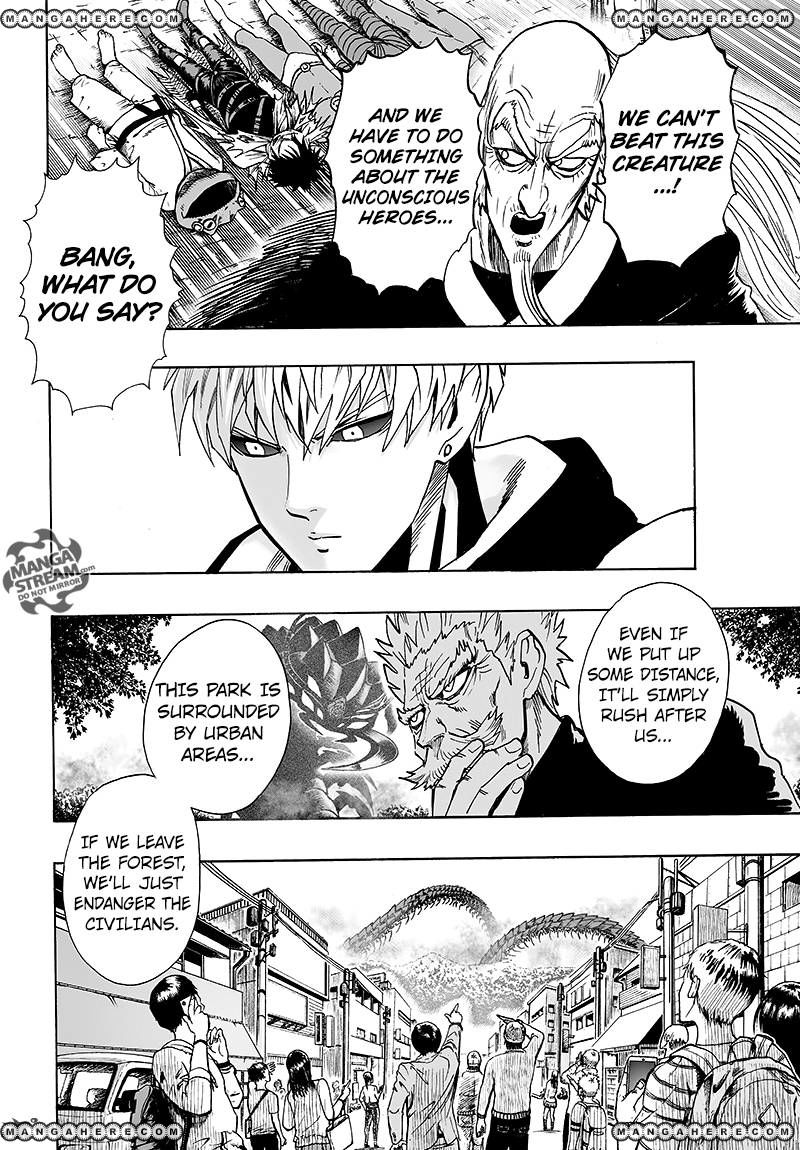 MANGAHERE.COM
MANGAHERE.COM
WE CAN'T
BEAT THIS
CREATURE
...!
AND WE
HAVE TO DO
SOMETHING
ABOUT THE
UNCONSCIOUS
HEROES...
BANG,
WHAT DO
YOU SAY?
MANGA
STREAM.com
DO NOT MIRROR!
EVEN IF
WE PUT UP
SOME DISTANCE,
IT'LL SIMPLY
RUSH AFTER
US...
THIS PARK IS
SURROUNDED
BY URBAN
AREAS...
IF WE LEAVE
THE FOREST,
WE'LL JUST
ENDANGER THE
CIVILIANS.
MANGAHERE.COM
MANGAHERE.COM